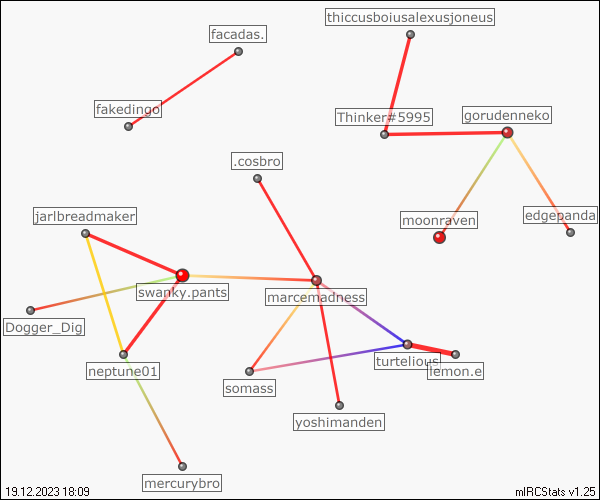 thiccusboiusalexusjoneus
facadas.
fakedingo
Thinker#5995
gorudenneko
.cosbro
jarlbreadmaker
moonraven
edgepanda
swanky.pants
marcemadness
Dogger_Dig
neptune01
turtelious
lemon.e
somass
yoshimanden
mercurybro
19.12.2023 18:09
mIRCStats v1.25